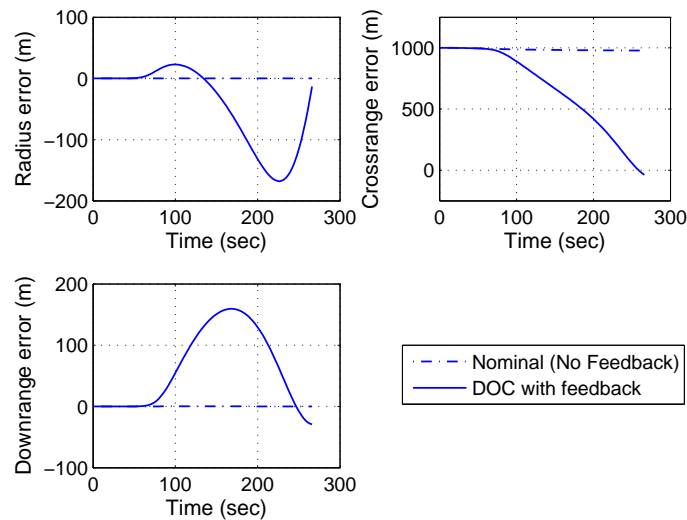 100
0
−100
−200
Radius error (m)
0
100
200
300
Time (sec)
1000
500
0
Crossrange error (m)
0
100
200
300
Time (sec)
200
100
0
−100
Downrange error (m)
0
100
200
300
Time (sec)
Nominal (No Feedback)
DOC with feedback